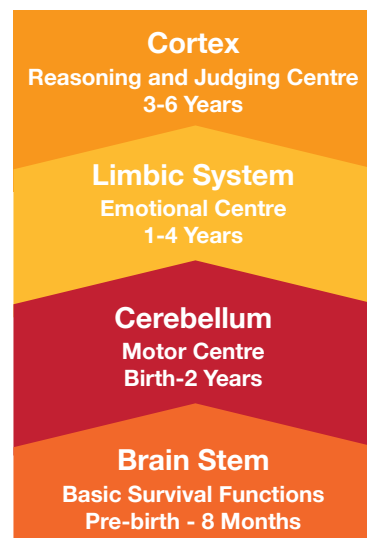 Cortex
Reasoning and Judging Centre
3-6 Years
Limbic System
Emotional Centre
1-4 Years
Cerebellum
Motor Centre
Birth-2 Years
Brain Stem
Basic Survival Functions
Pre-birth - 8 Months